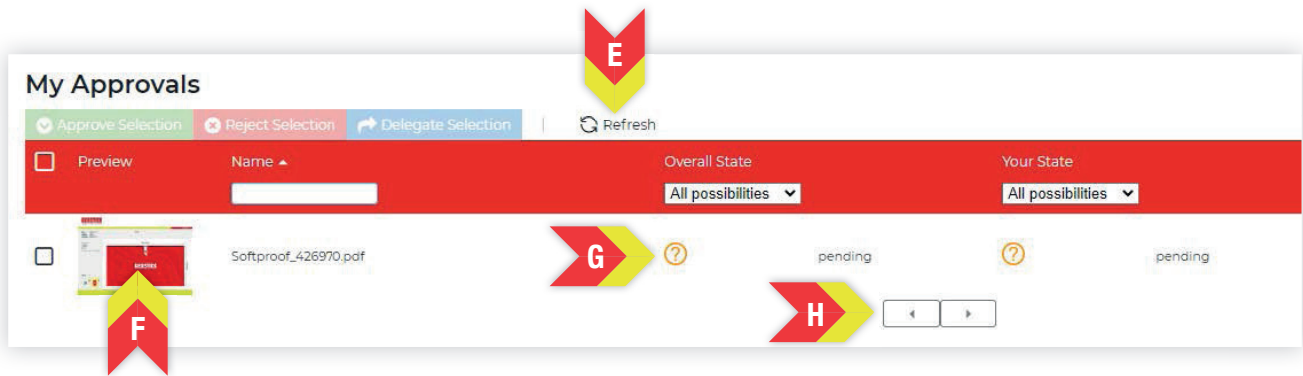 E
My Approvals
Approve Selection Reject Selection Delegate Selection | Refresh
Preview Name Overall State Your State
All possibilities All possibilities
Softproof_426970.pdf G ? pending ? pending
H
F